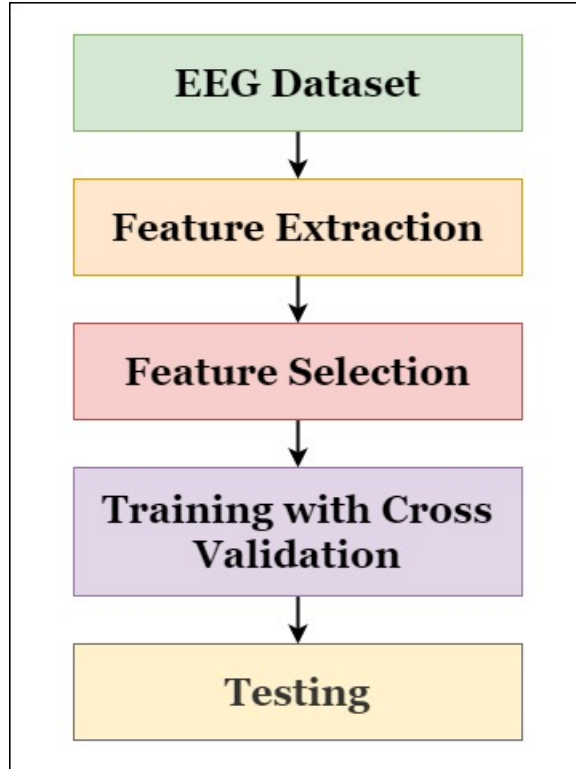 EEG Dataset
Feature Extraction
Feature Selection
Training with Cross
Validation
Testing